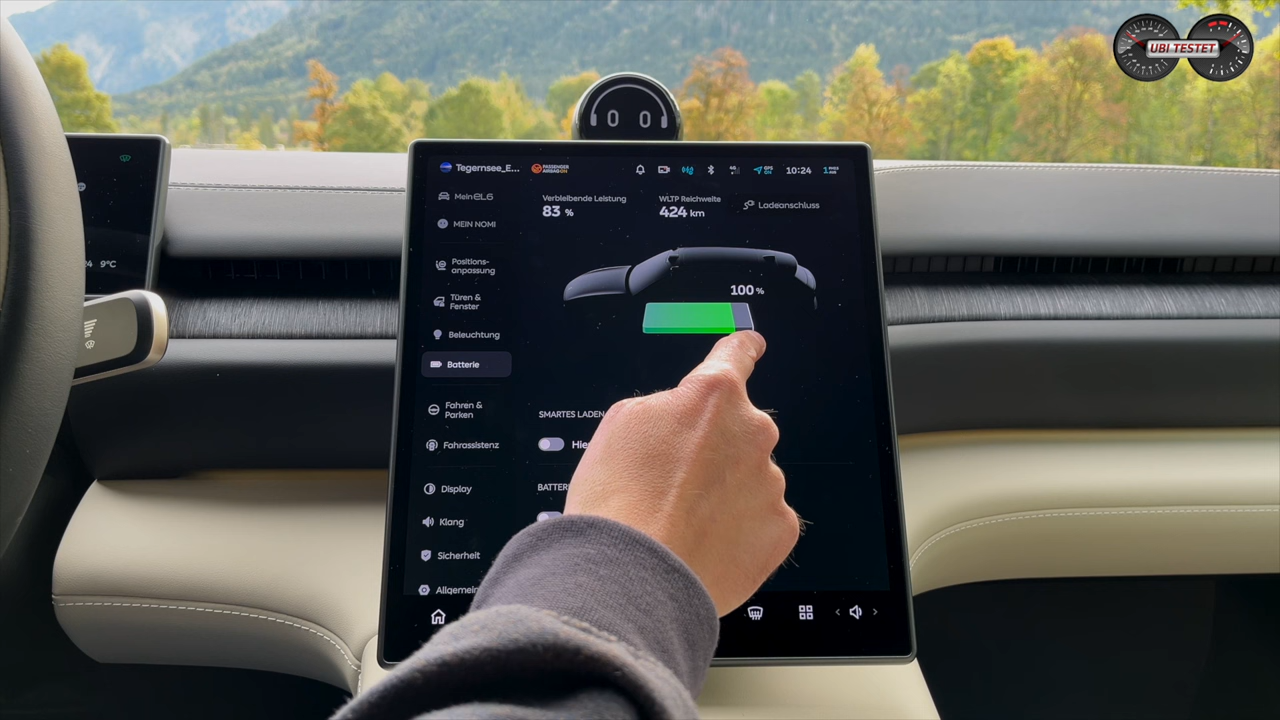 UBI TESTET
Tegernsee_E...
PASSENGER
AIRBAG ON
10:24
Mein EL6
MEIN NOMI
Positions-
anpassung
Türen &
Fenster
Beleuchtung
Batterie
Fahren &
Parken
Fahrassistenz
Display
Klang
Sicherheit
Allgemein
Verbleibende Leistung
83 %
WLTP Reichweite
424 km
Ladeanschluss
100 %
SMARTES LADEN
9°C